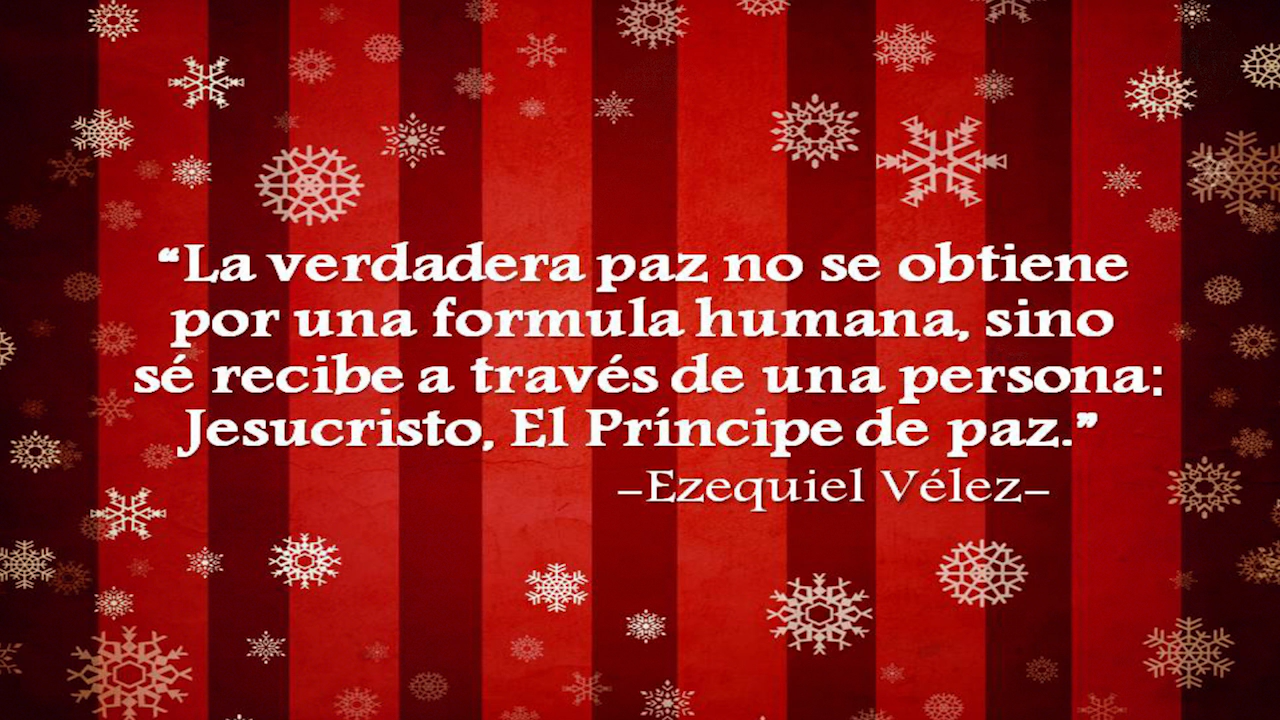 “La verdadera paz no se obtiene
por una formula humana, sino
sé recibe a través de una persona:
Jesucristo, El Príncipe de paz.”
–Ezequiel Vélez–